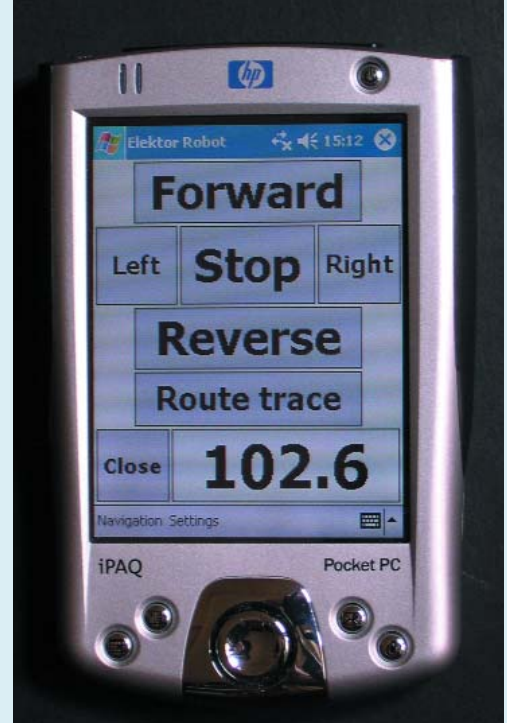 hp
Elektor Robot 15:12
Forward
Left Stop Right
Reverse
Route trace
Close 102.6
Navigation Settings
iPAQ Pocket PC